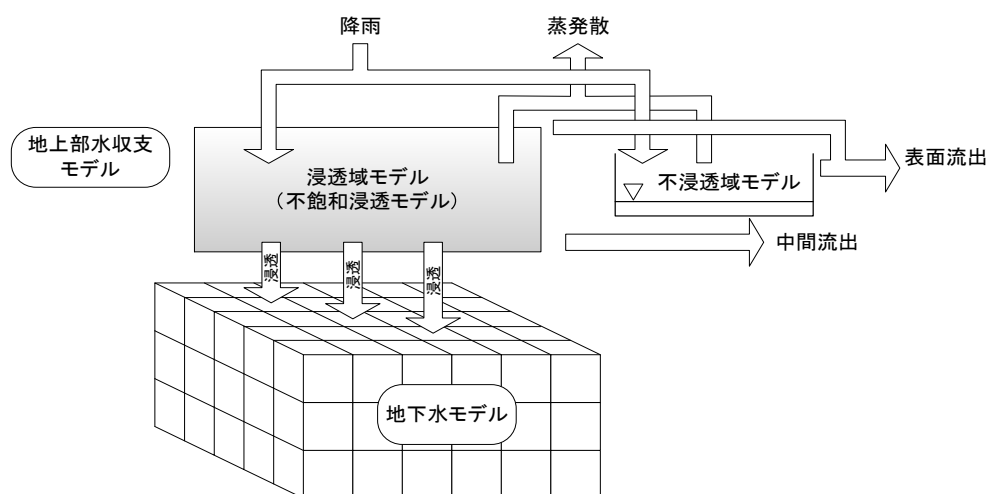 降雨
蒸発散
地上部水収支
モデル
浸透域モデル
（不飽和浸透モデル）
不浸透域モデル
表面流出
中間流出
浸透
浸透
浸透
地下水モデル